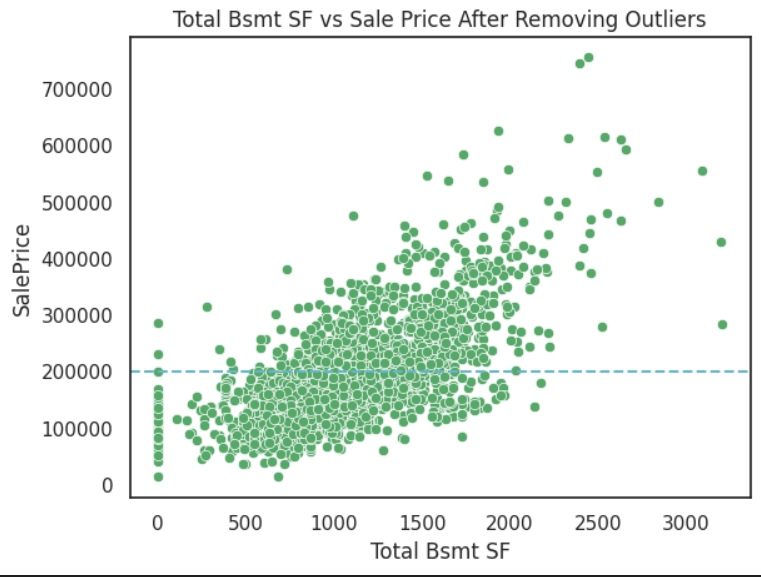 Total Bsmt SF vs Sale Price After Removing Outliers
700000
600000
500000
400000
300000
200000
100000
0
SalePrice
0 500 1000 1500 2000 2500 3000
Total Bsmt SF